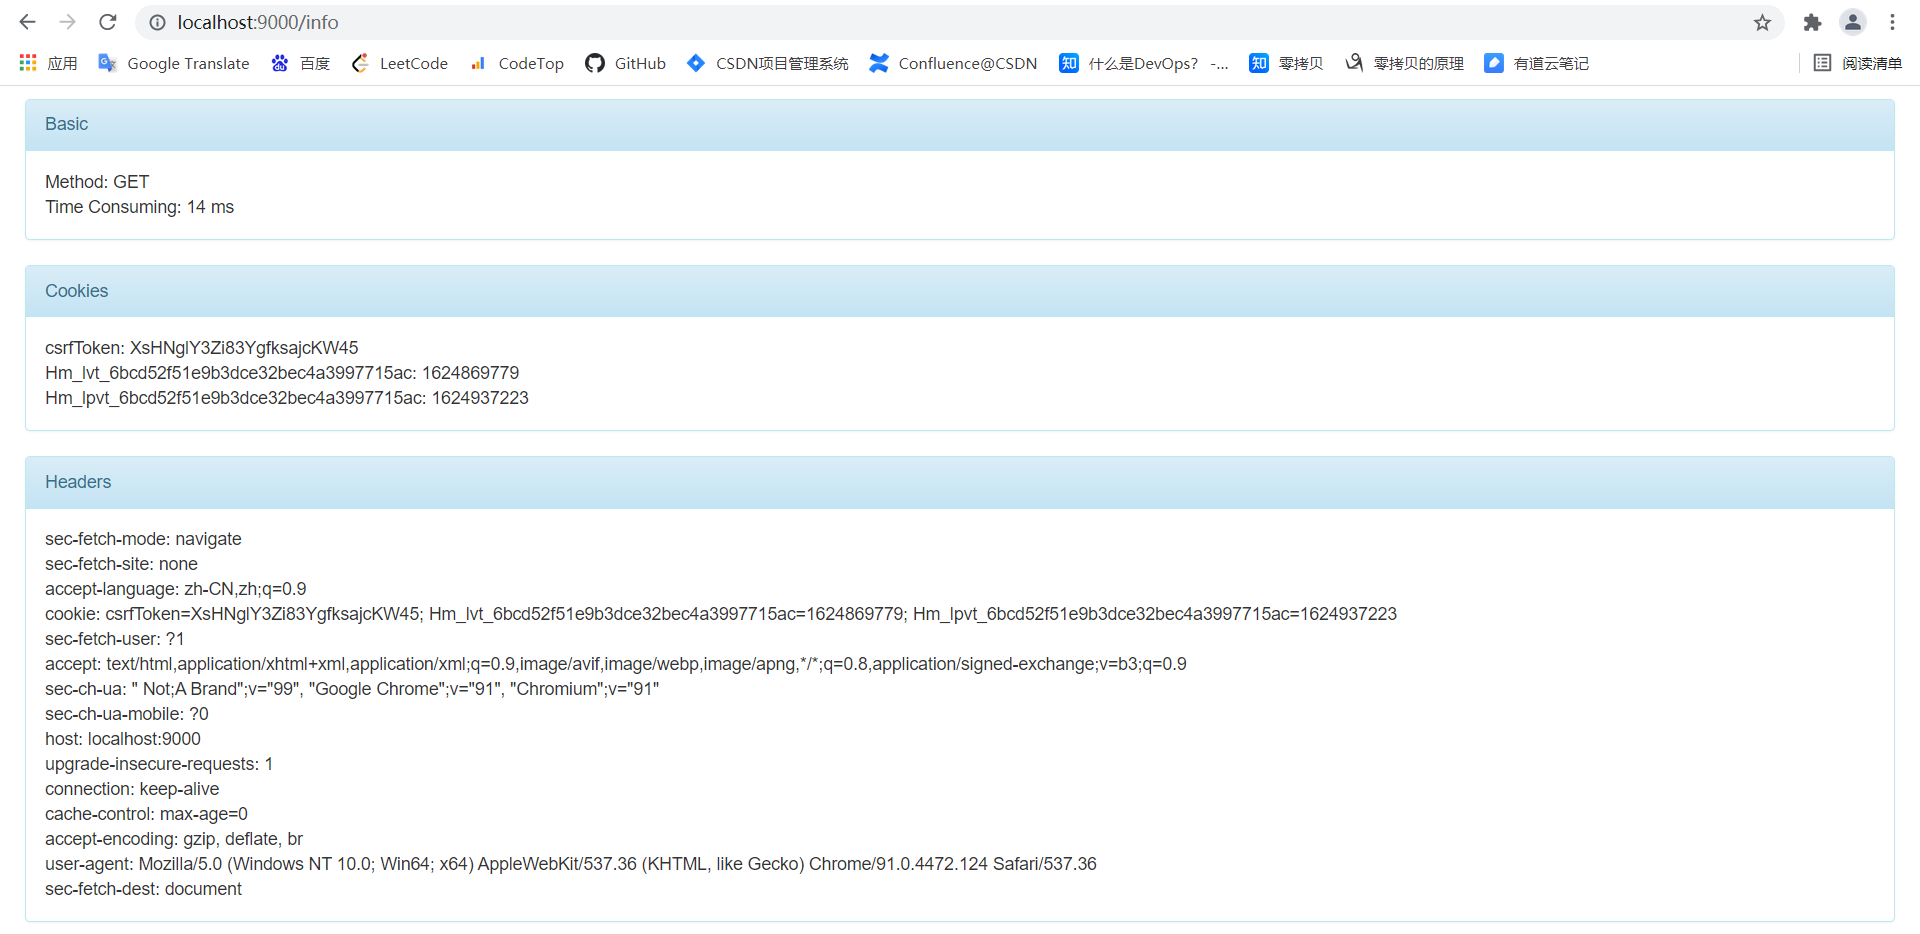 localhost:9000/info
应用 Google Translate 百度 LeetCode CodeTop GitHub CSDN项目管理系统 Confluence@CSDN 知 什么是DevOps? -... 知 零拷贝 零拷贝的原理 有道云笔记 阅读清单
Basic
Method: GET
Time Consuming: 14 ms
Cookies
csrfToken: XsHNglY3Zi83YgfksajcKW45
Hm_lvt_6bcd52f51e9b3dce32bec4a3997715ac: 1624869779
Hm_lpvt_6bcd52f51e9b3dce32bec4a3997715ac: 1624937223
Headers
sec-fetch-mode: navigate
sec-fetch-site: none
accept-language: zh-CN,zh;q=0.9
cookie: csrfToken=XsHNglY3Zi83YgfksajcKW45; Hm_lvt_6bcd52f51e9b3dce32bec4a3997715ac=1624869779; Hm_lpvt_6bcd52f51e9b3dce32bec4a3997715ac=1624937223
sec-fetch-user: ?1
accept: text/html,application/xhtml+xml,application/xml;q=0.9,image/avif,image/webp,image/apng,*/*;q=0.8,application/signed-exchange;v=b3;q=0.9
sec-ch-ua: " Not;A Brand";v="99", "Google Chrome";v="91", "Chromium";v="91"
sec-ch-ua-mobile: ?0
host: localhost:9000
upgrade-insecure-requests: 1
connection: keep-alive
cache-control: max-age=0
accept-encoding: gzip, deflate, br
user-agent: Mozilla/5.0 (Windows NT 10.0; Win64; x64) AppleWebKit/537.36 (KHTML, like Gecko) Chrome/91.0.4472.124 Safari/537.36
sec-fetch-dest: document